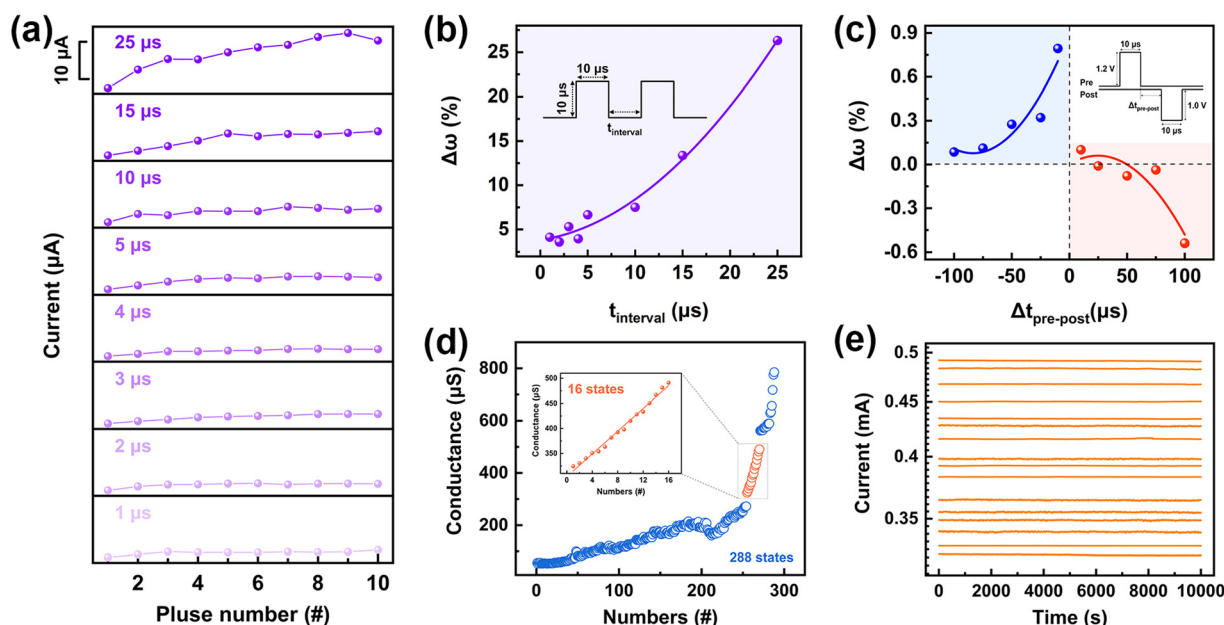 (a)
10 μA
25 μs
15 μs
10 μs
5 μs
4 μs
3 μs
2 μs
1 μs
Current (μA)
2 4 6 8 10
Pluse number (#)
(b)
Δω (%)
25
20
15
10
5
10 μs
10 μs
t_interval
0 5 10 15 20 25
t_interval (μs)
(c)
Δω (%)
0.9
0.6
0.3
0.0
-0.3
-0.6
10 μs
1.2 V
Pre
Post
Δt_pre-post
1.0 V
10 μs
-100 -50 0 50 100
Δt_pre-post(μs)
(d)
Conductance (μS)
800
600
400
200
500
450
400
350
16 states
Conductance (μS)
0 4 8 12 16
Numbers (#)
288 states
0 100 200 300
Numbers (#)
(e)
Current (mA)
0.5
0.45
0.4
0.35
0 2000 4000 6000 8000 10000
Time (s)